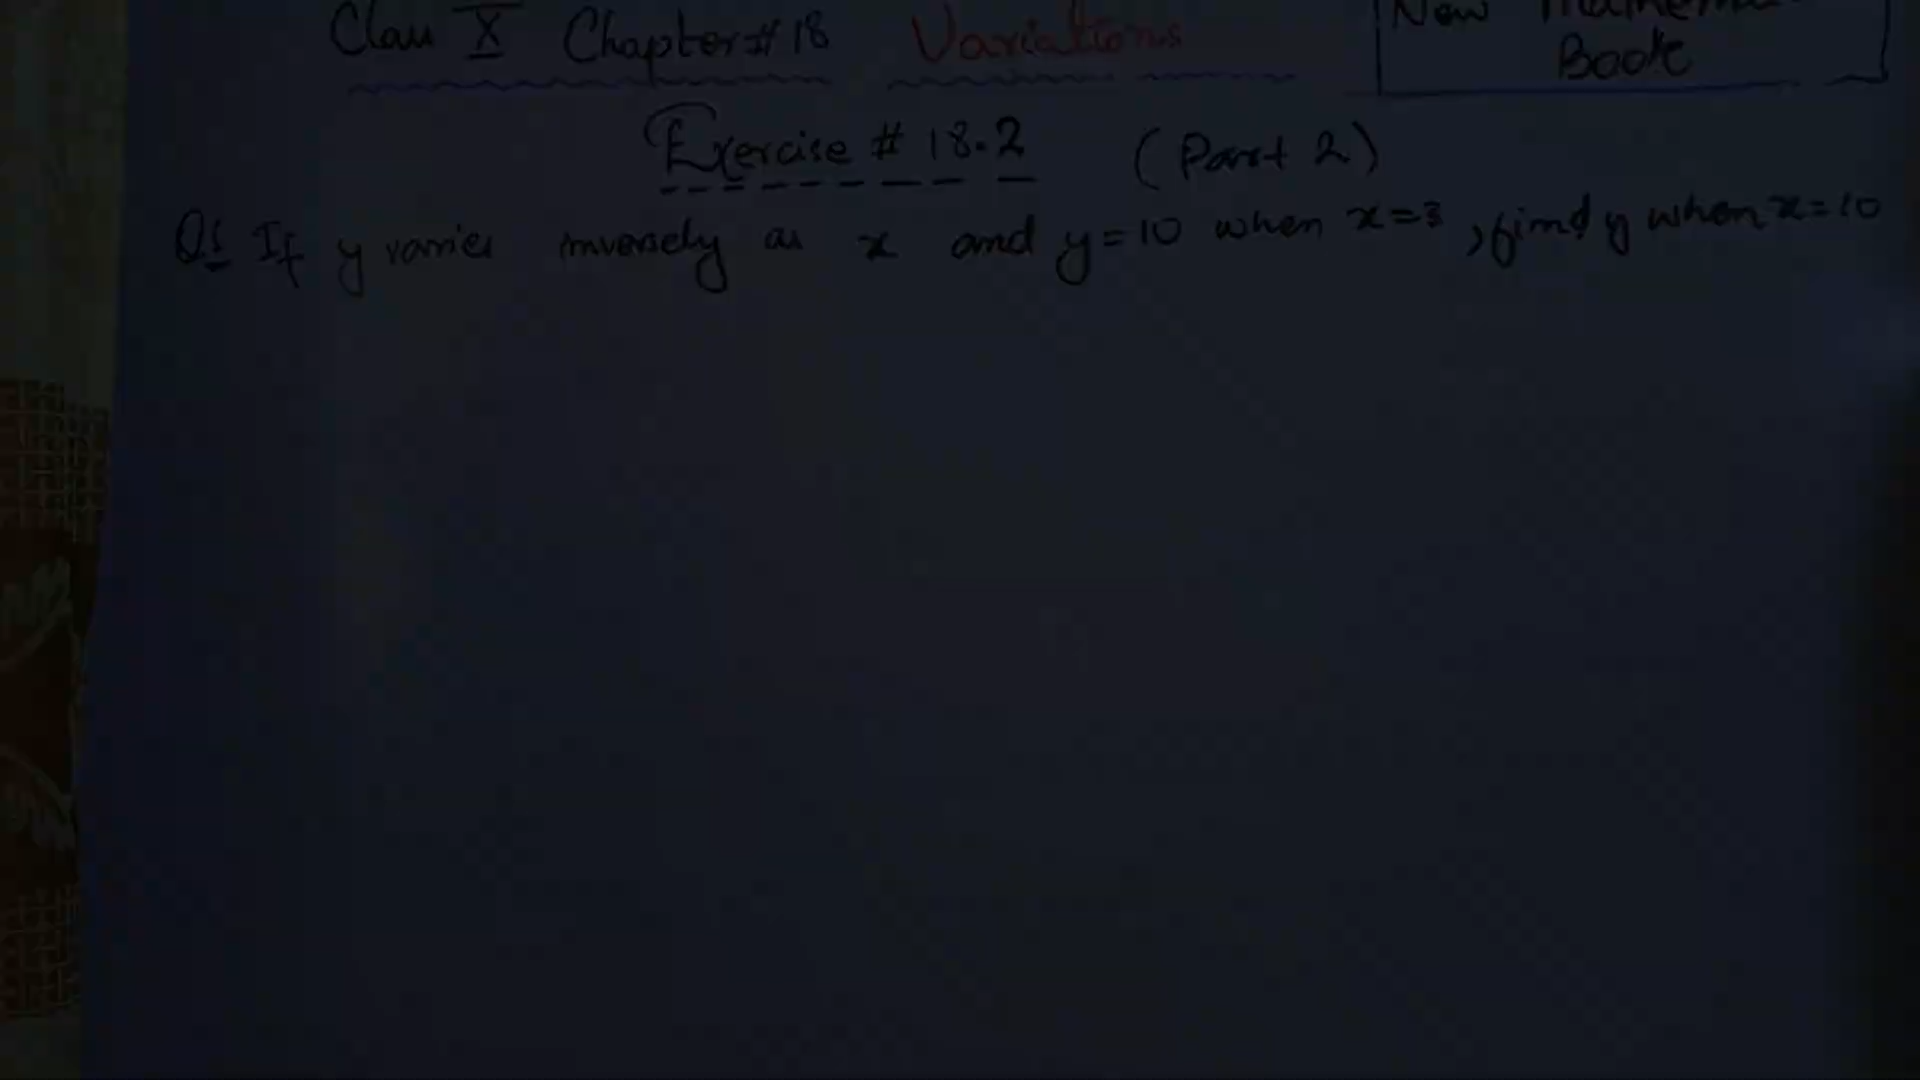 Class X Chapter # 18 Variations
New Mathema
Book
Exercise # 18.2 (Part 2)
Q1 If y varies inversely as x and y=10 when x=3, find y when x=10